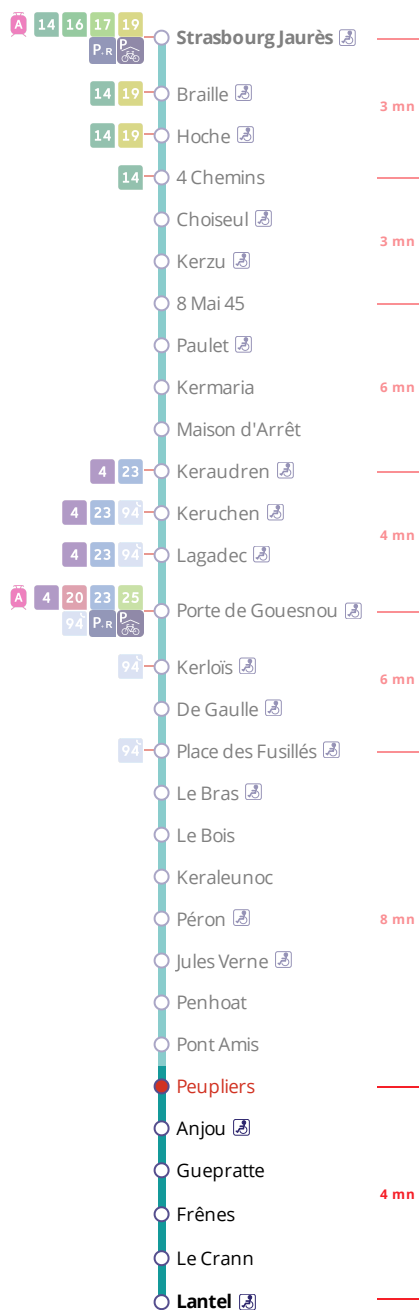 A 14 16 17 19
P+R P
Strasbourg Jaurès
14 19 Braille
3 mn
14 19 Hoche
14 4 Chemins
Choiseul
3 mn
Kerzu
8 Mai 45
Paulet
Kermaria
6 mn
Maison d'Arrêt
4 23 Keraudren
4 23 94 Keruchen
4 mn
4 23 94 Lagadec
A 4 20 23 25
94 P+R P
Porte de Gouesnou
94 Kerloïs
6 mn
De Gaulle
94 Place des Fusillés
Le Bras
Le Bois
Keraleunoc
Péron
8 mn
Jules Verne
Penhoat
Pont Amis
Peupliers
Anjou
Guepratte
4 mn
Frênes
Le Crann
Lantel